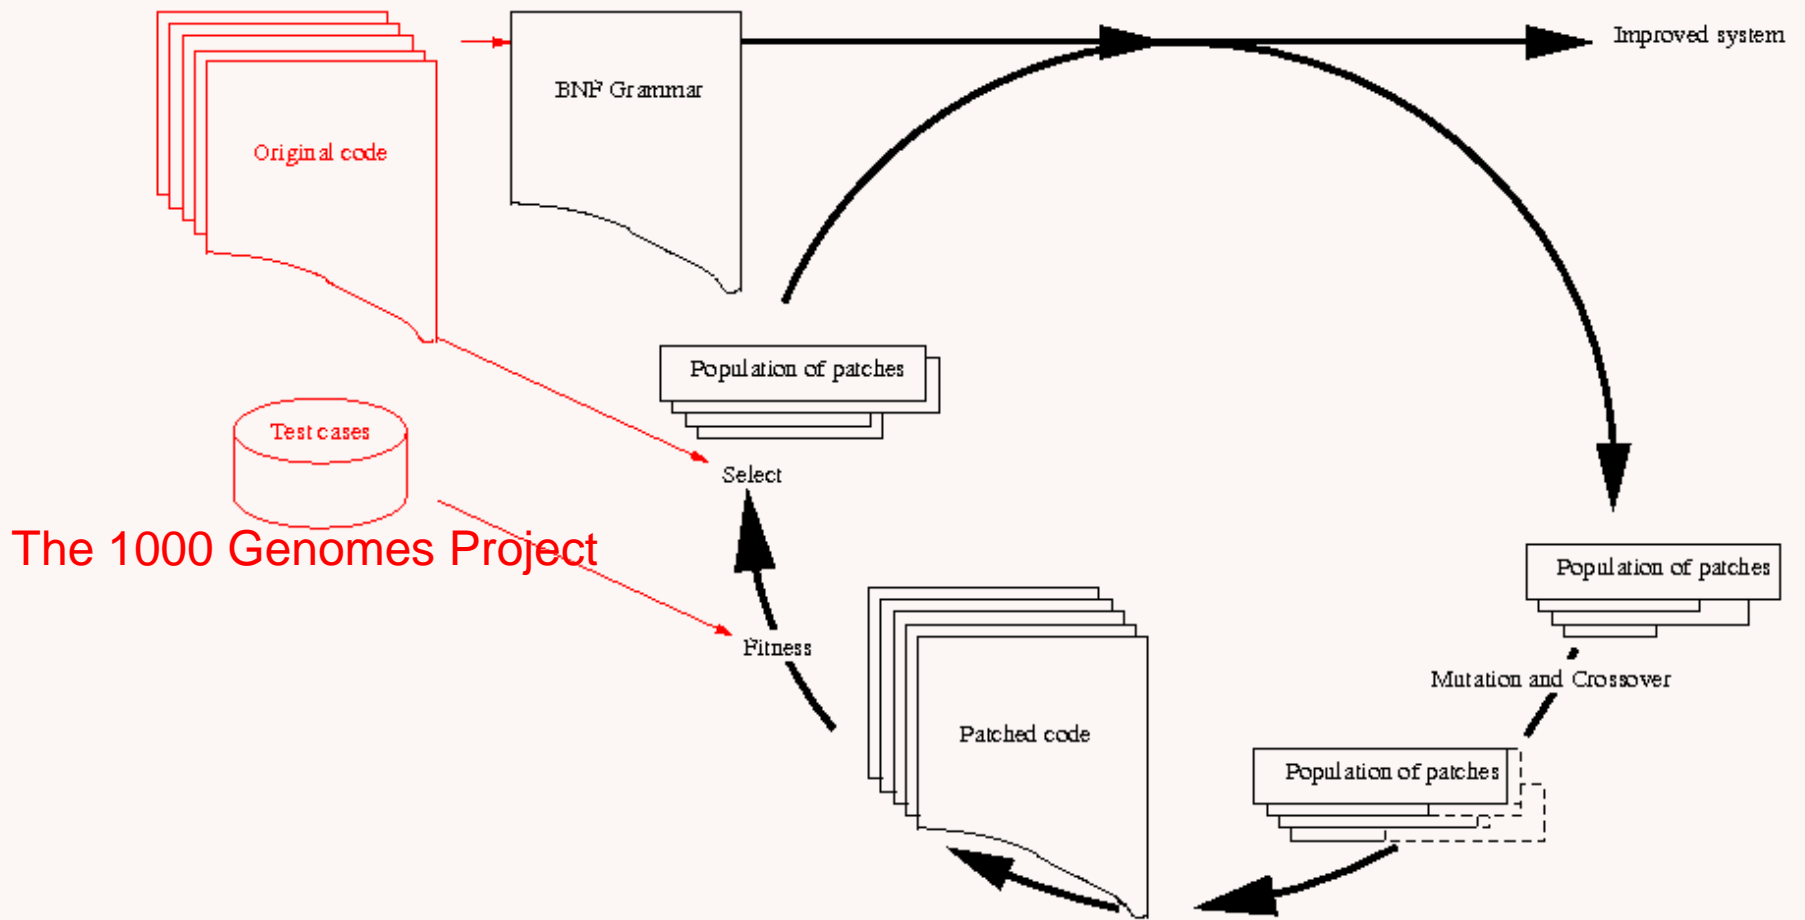 Improved system
BNF Grammar
Original code
Population of patches
Test cases
Select
The 1000 Genomes Project
Population of patches
Fitness
Mutation and Crossover
Patched code
Population of patches